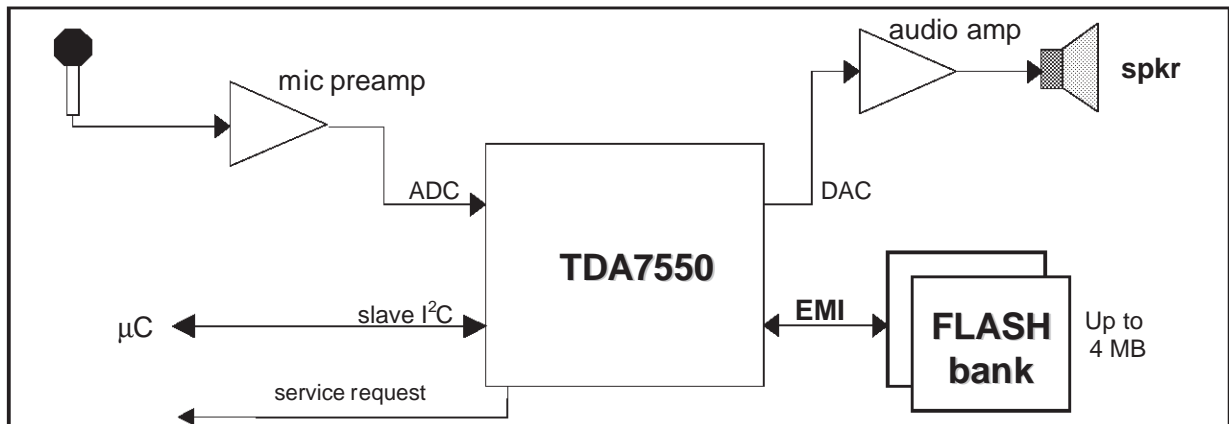 audio amp
spkr
mic preamp
ADC
DAC
TDA7550
µC
slave I²C
EMI
FLASH
bank
Up to
4 MB
service request